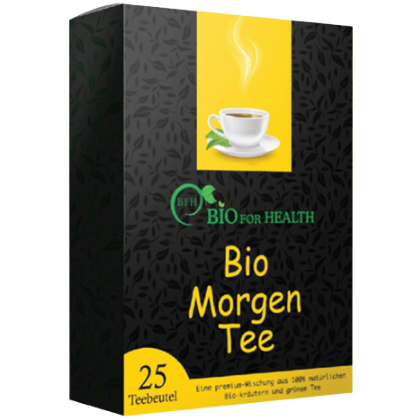 BFH
BIO FOR HEALTH
Bio
Morgen
Tee
25
Teebeutel
Eine premium-Mischung aus 100% natürlichen
Bio-kräutern und grünem Tee